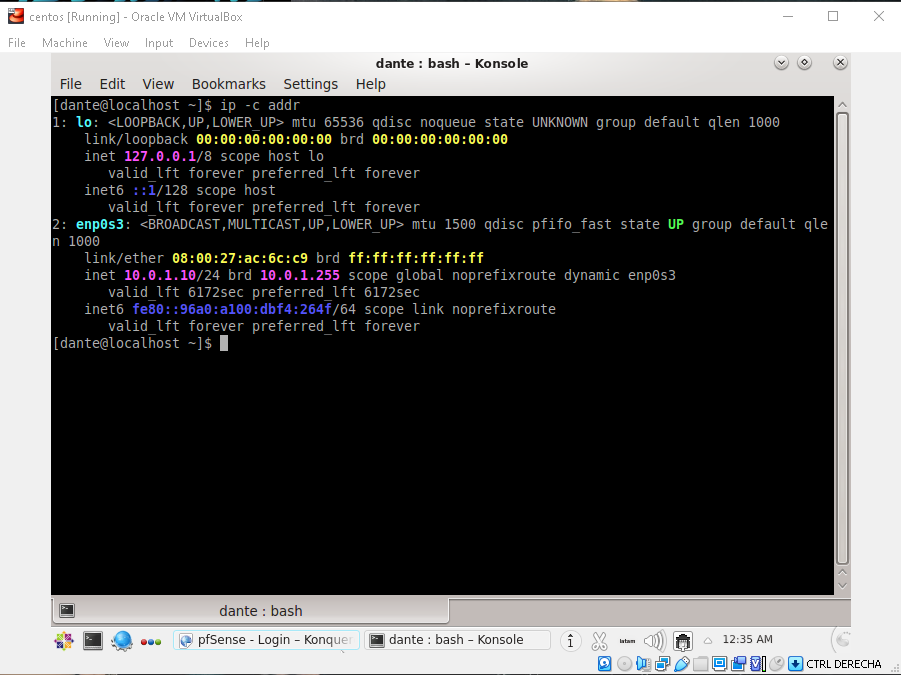 centos [Running] - Oracle VM VirtualBox
File Machine View Input Devices Help
dante : bash – Konsole
File Edit View Bookmarks Settings Help
[dante@localhost ~]$ ip -c addr
1: lo: <LOOPBACK,UP,LOWER_UP> mtu 65536 qdisc noqueue state UNKNOWN group default qlen 1000
    link/loopback 00:00:00:00:00:00 brd 00:00:00:00:00:00
    inet 127.0.0.1/8 scope host lo
       valid_lft forever preferred_lft forever
    inet6 ::1/128 scope host
       valid_lft forever preferred_lft forever
2: enp0s3: <BROADCAST,MULTICAST,UP,LOWER_UP> mtu 1500 qdisc pfifo_fast state UP group default qle
n 1000
    link/ether 08:00:27:ac:6c:c9 brd ff:ff:ff:ff:ff:ff
    inet 10.0.1.10/24 brd 10.0.1.255 scope global noprefixroute dynamic enp0s3
       valid_lft 6172sec preferred_lft 6172sec
    inet6 fe80::96a0:a100:dbf4:264f/64 scope link noprefixroute
       valid_lft forever preferred_lft forever
[dante@localhost ~]$
dante : bash
pfSense - Login – Konquer dante : bash – Konsole latam 12:35 AM
CTRL DERECHA